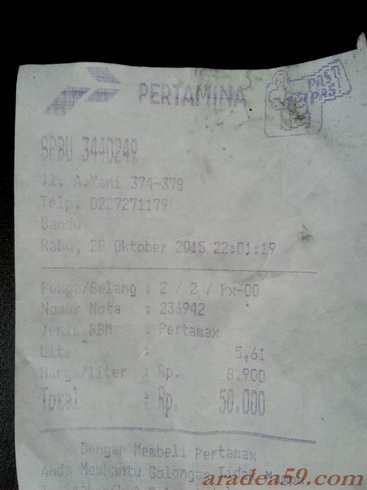 PERTAMINA
PASTI PAS!
SPBU 3440249
Jl. A.Yani 374-378
Telp. 0227271179
Bandu
Rabu, 28 Oktober 2015 22:01:19
Pompa/Selang : 2 / 2 / Px-00
Nomor Nota : 236942
Jenis BBM : Pertamax
Liter : 5,61
Harga/liter : Rp. 8.900
Total : Rp. 50.000
Dengan Membeli Pertamax
Anda Membantu Golongan Tidak Mampu
aradea59.com